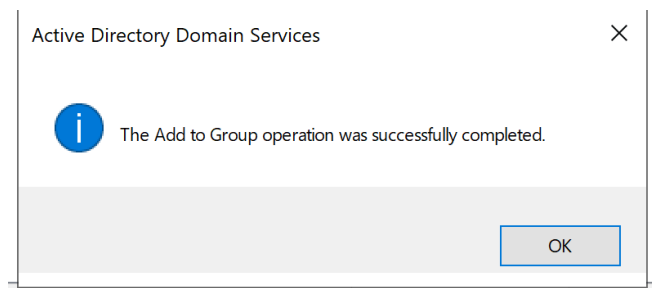 Active Directory Domain Services
The Add to Group operation was successfully completed.
OK